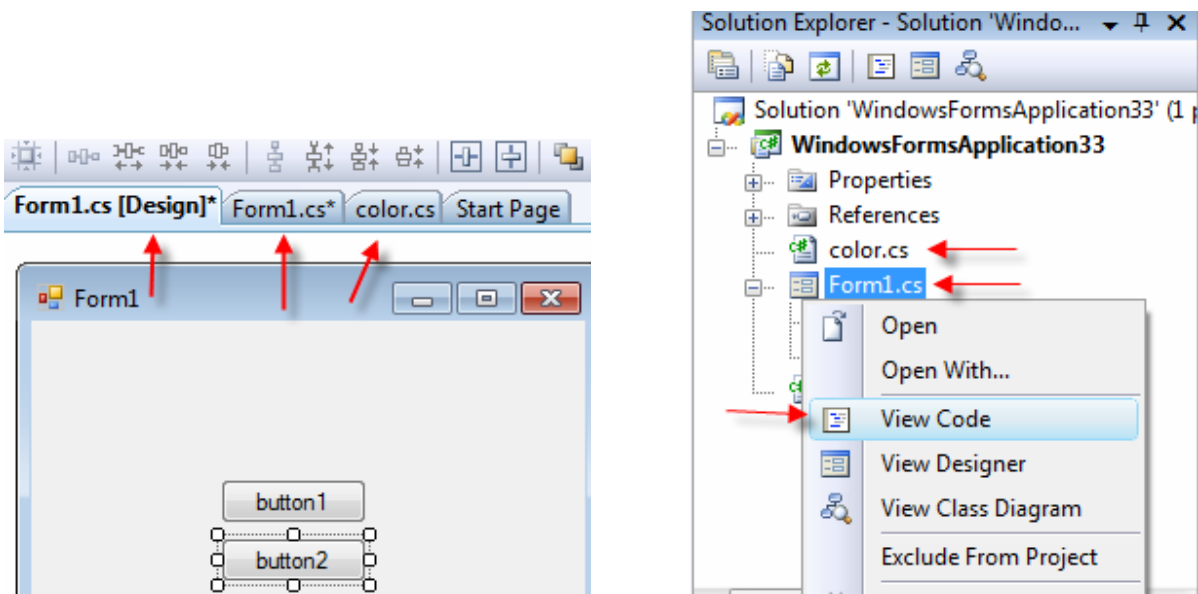 Form1.cs [Design]* Form1.cs* color.cs Start Page
Form1
button1
button2
Solution Explorer - Solution 'Windo...
Solution 'WindowsFormsApplication33' (1
WindowsFormsApplication33
Properties
References
color.cs
Form1.cs
Open
Open With...
View Code
View Designer
View Class Diagram
Exclude From Project